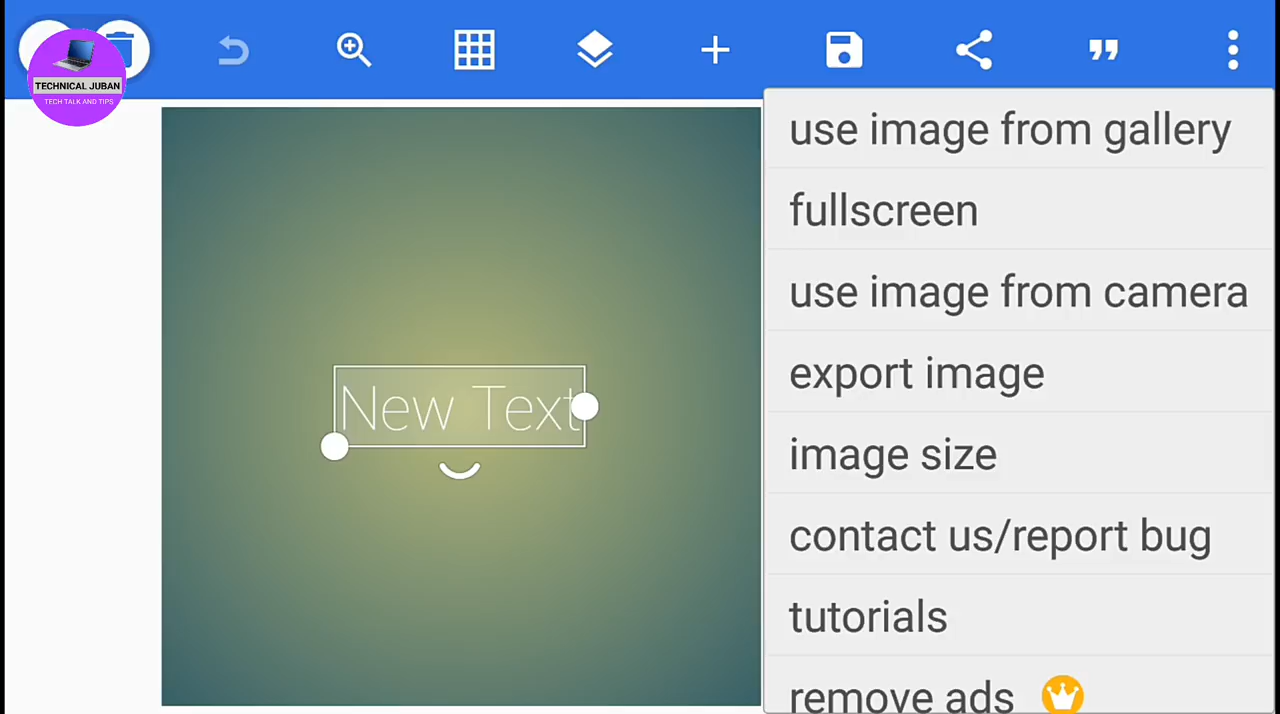 TECHNICAL JUBAN
TECH TALK AND TIPS
New Text
use image from gallery
fullscreen
use image from camera
export image
image size
contact us/report bug
tutorials
remove ads